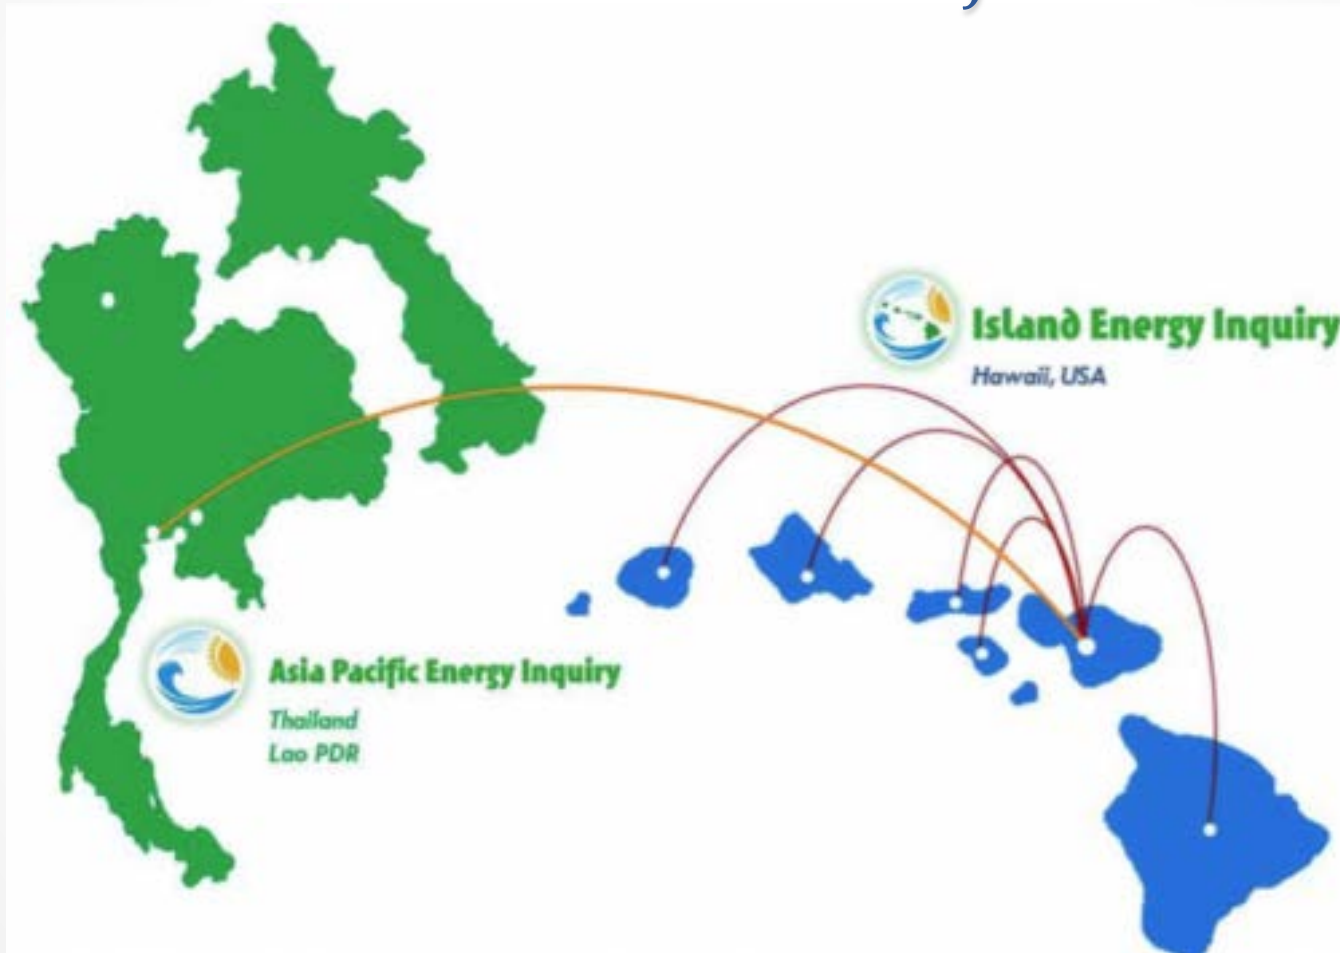 Island Energy Inquiry
Hawaii, USA
Asia Pacific Energy Inquiry
Thailand
Lao PDR